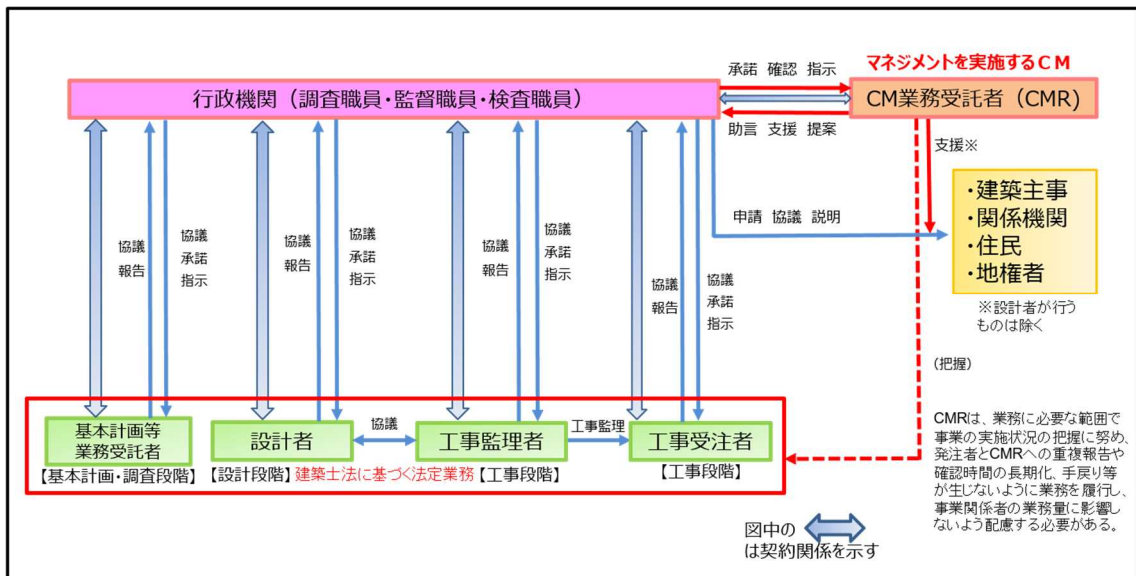 マネジメントを実施するＣＭ
承諾 確認 指示
行政機関（調査職員・監督職員・検査職員）
CM業務受託者（CMR）
助言 支援 提案
支援※
・建築主事
・関係機関
・住民
・地権者
申請 協議 説明
※設計者が行う
ものは除く
協議
報告
協議
承諾
指示
協議
報告
協議
承諾
指示
協議
報告
協議
承諾
指示
協議
報告
協議
承諾
指示
(把握)
基本計画等
業務受託者
設計者
協議
工事監理者
工事監理
工事受注者
【基本計画・調査段階】
【設計段階】建築士法に基づく法定業務【工事段階】
【工事段階】
CMRは、業務に必要な範囲で
事業の実施状況の把握に努め、
発注者とCMRへの重複報告や
確認時間の長期化、手戻り等
が生じないように業務を履行し、
事業関係者の業務量に影響し
ないよう配慮する必要がある。
図中の
は契約関係を示す